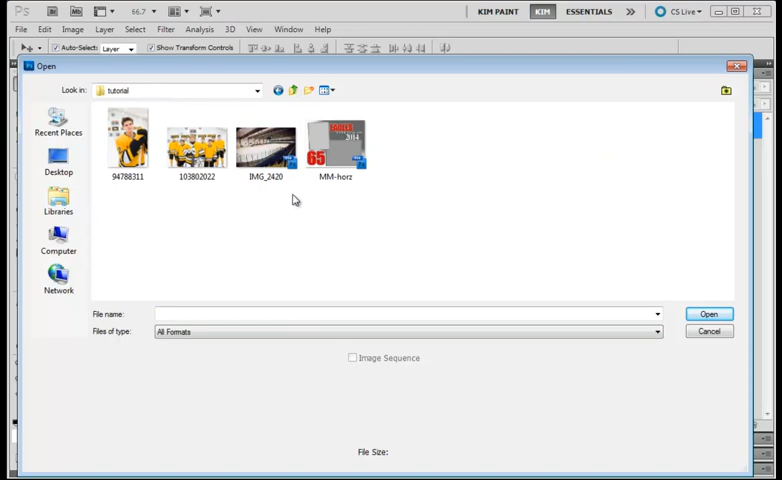 Ps Br Mb 66.7 KIM PAINT KIM ESSENTIALS CS Live
File Edit Image Layer Select Filter Analysis 3D View Window Help
Auto-Select: Layer Show Transform Controls
Ps Open
Look in: tutorial
Recent Places
Desktop
Libraries
Computer
Network
EAGLES
2014
65
94788311 103802022 IMG_2420 MM-horz
File name: Open
Files of type: All Formats Cancel
Image Sequence
File Size: